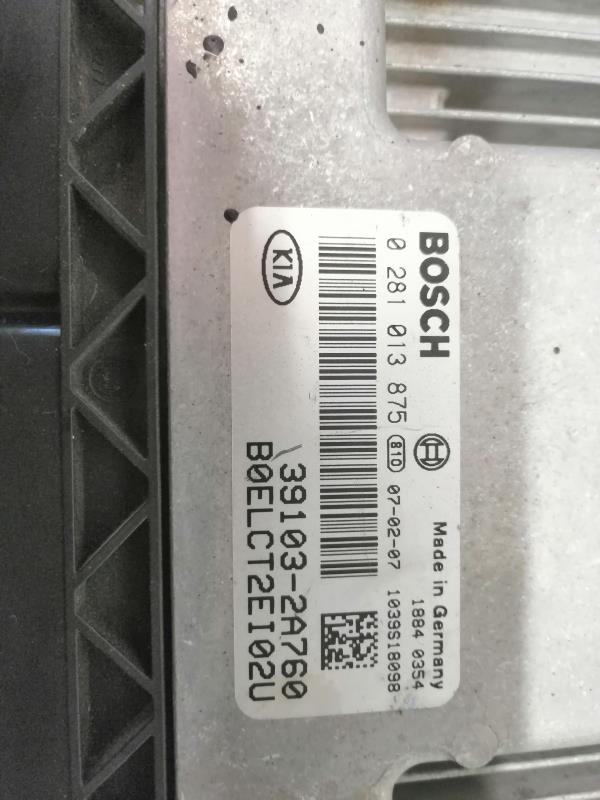 BOSCH
Made in Germany
1884 0354
0 281 013 875 810 07-02-07 1039S18098-
KIA
39103-2A760
B0ELCT2EI02U